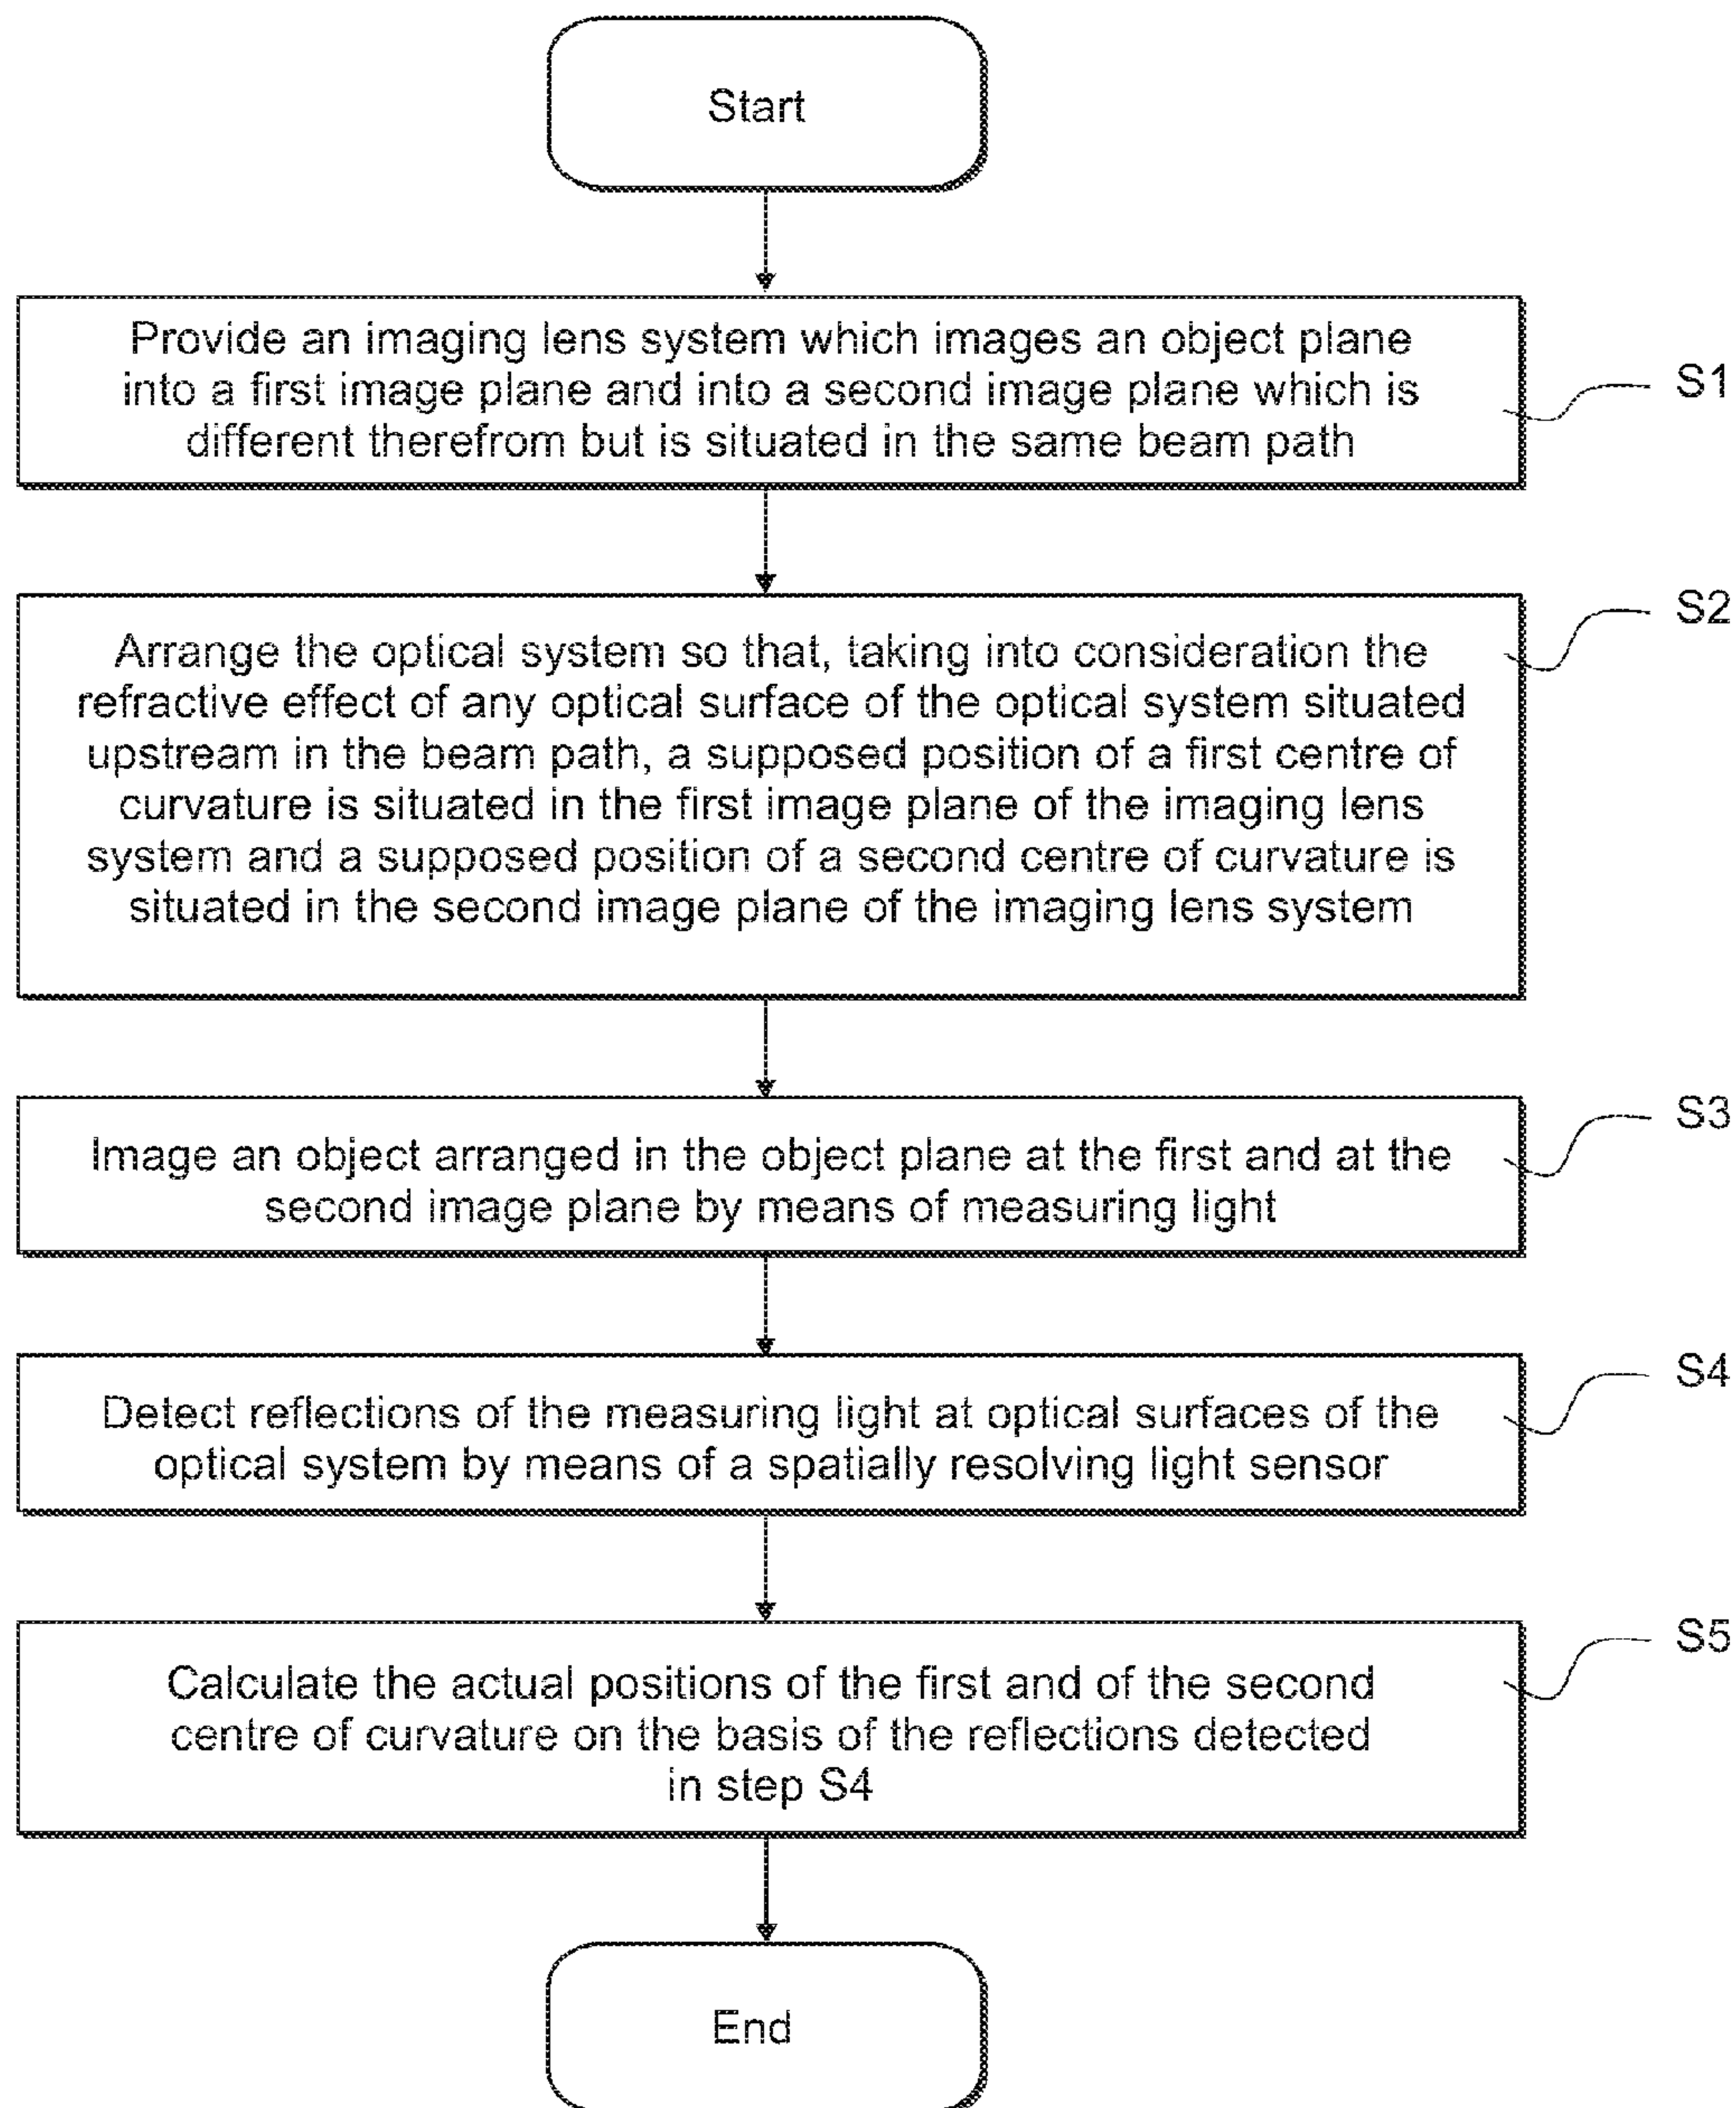 Start
Provide an imaging lens system which images an object plane
into a first image plane and into a second image plane which is
different therefrom but is situated in the same beam path
S1
Arrange the optical system so that, taking into consideration the
refractive effect of any optical surface of the optical system situated
upstream in the beam path, a supposed position of a first centre of
curvature is situated in the first image plane of the imaging lens
system and a supposed position of a second centre of curvature is
situated in the second image plane of the imaging lens system
S2
Image an object arranged in the object plane at the first and at the
second image plane by means of measuring light
S3
Detect reflections of the measuring light at optical surfaces of the
optical system by means of a spatially resolving light sensor
S4
Calculate the actual positions of the first and of the second
centre of curvature on the basis of the reflections detected
in step S4
S5
End